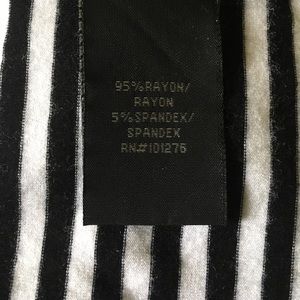 95%RAYON/
RAYON
5%SPANDEX/
SPANDEX
RN#101276